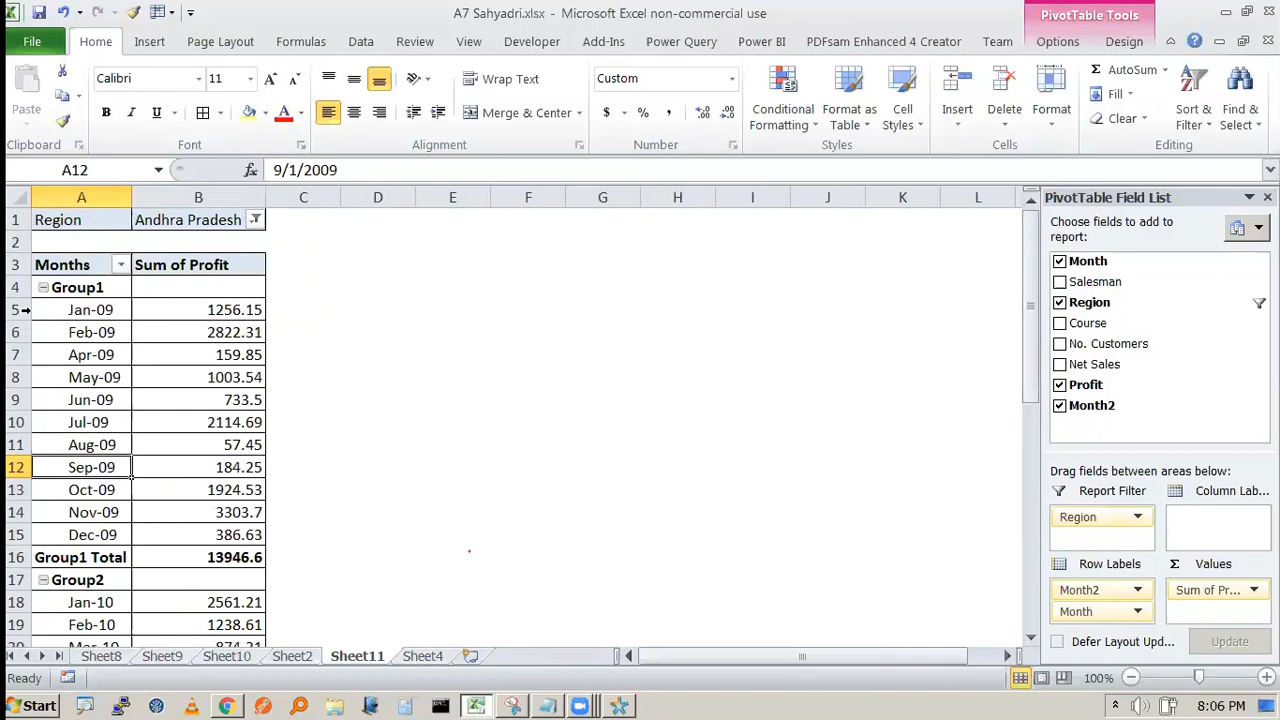 A7 Sahyadri.xlsx - Microsoft Excel non-commercial use
PivotTable Tools
File Home Insert Page Layout Formulas Data Review View Developer Add-Ins Power Query Power BI PDFsam Enhanced 4 Creator Team Options Design
Paste
Calibri 11
Wrap Text
Custom
Merge & Center
B I U
$ % ,
Conditional Formatting
Format as Table
Cell Styles
Insert Delete Format
AutoSum
Fill
Clear
Sort & Filter
Find & Select
Clipboard Font Alignment Number Styles Cells Editing
A12 fx 9/1/2009
A B C D E F G H I J K L
1 Region Andhra Pradesh
2
3 Months Sum of Profit
4 Group1
5 Jan-09 1256.15
6 Feb-09 2822.31
7 Apr-09 159.85
8 May-09 1003.54
9 Jun-09 733.5
10 Jul-09 2114.69
11 Aug-09 57.45
12 Sep-09 184.25
13 Oct-09 1924.53
14 Nov-09 3303.7
15 Dec-09 386.63
16 Group1 Total 13946.6
17 Group2
18 Jan-10 2561.21
19 Feb-10 1238.61
PivotTable Field List
Choose fields to add to
report:
Month
Salesman
Region
Course
No. Customers
Net Sales
Profit
Month2
Drag fields between areas below:
Report Filter Column Lab...
Region
Row Labels Σ Values
Month2 Sum of Pr...
Month
Defer Layout Upd... Update
Sheet8 Sheet9 Sheet10 Sheet2 Sheet11 Sheet4
Ready 100%
Start 8:06 PM